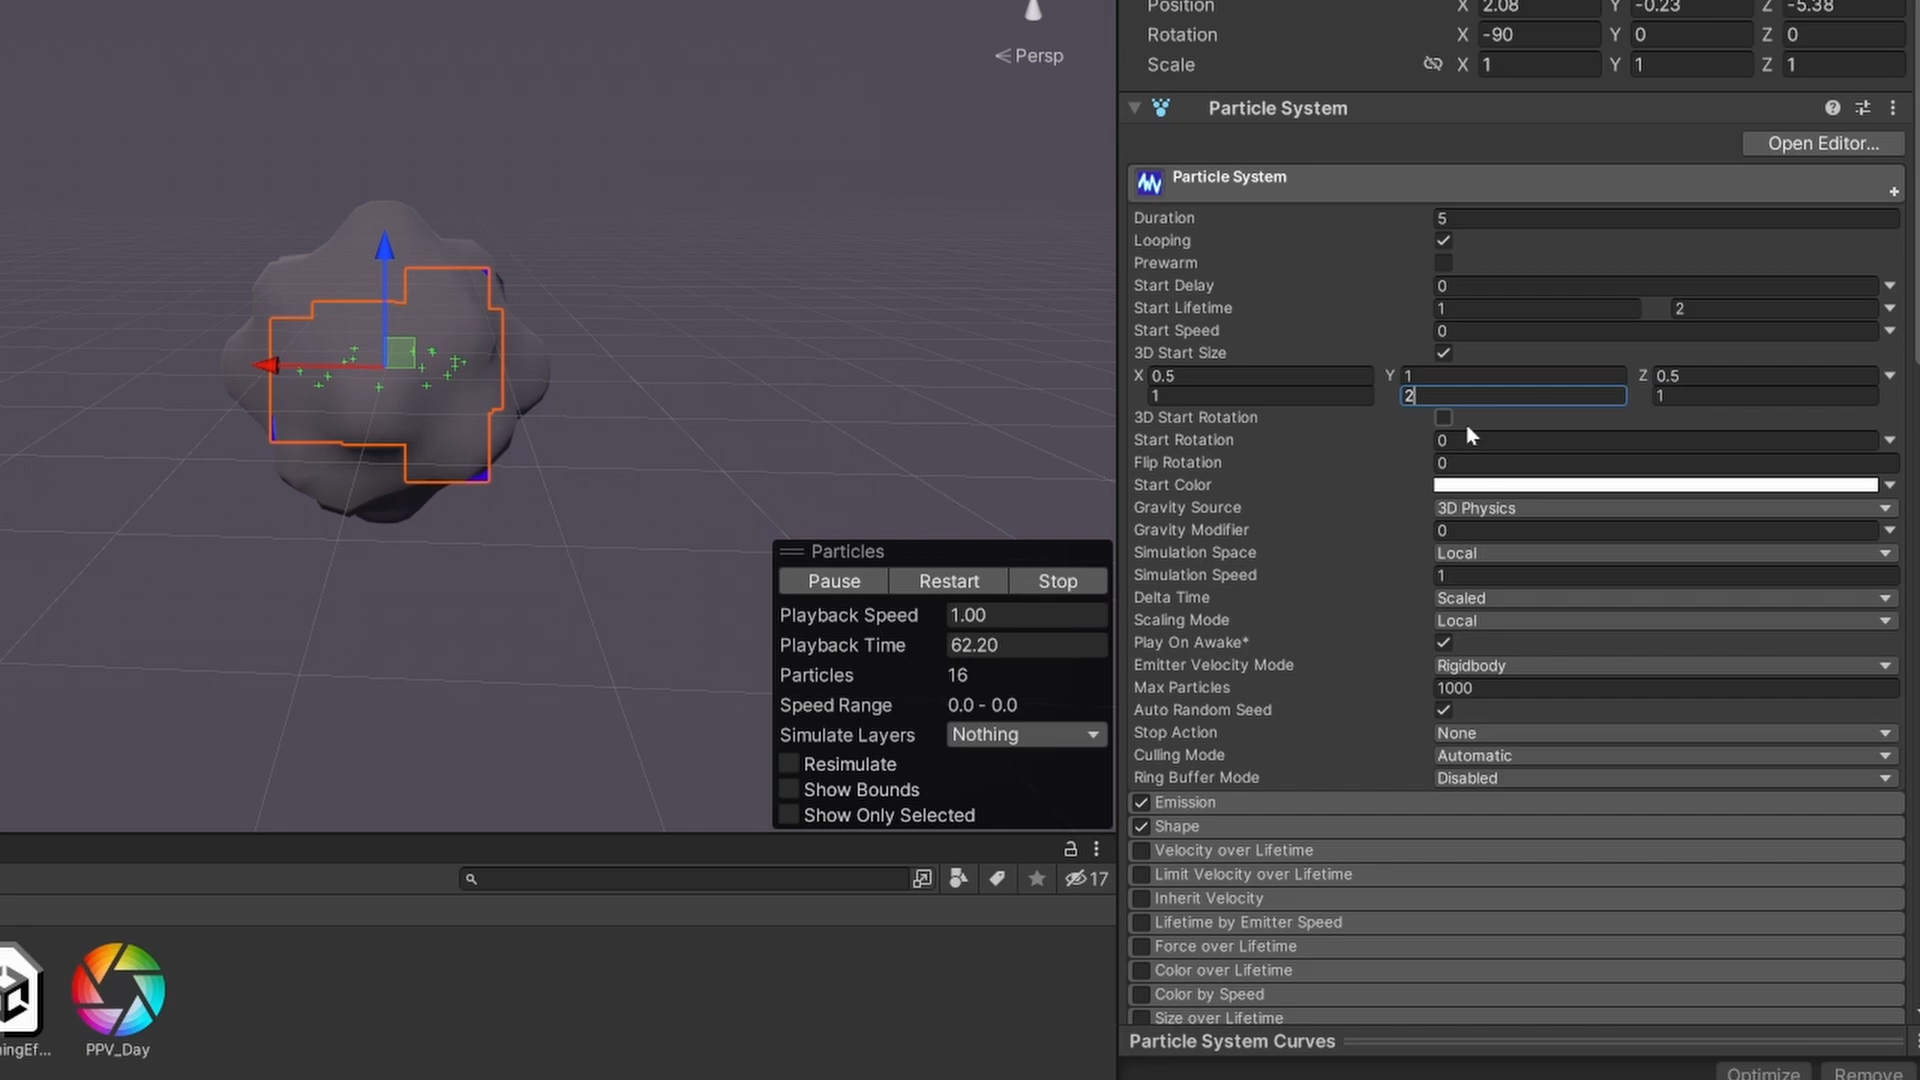 Persp
Position X 2.08 Y -0.23 Z -5.38
Rotation X -90 Y 0 Z 0
Scale X 1 Y 1 Z 1
Particle System
Open Editor...
Particle System
Duration 5
Looping
Prewarm
Start Delay 0
Start Lifetime 1 2
Start Speed 0
3D Start Size
X 0.5 Y 1 Z 0.5
1 2 1
3D Start Rotation
Start Rotation 0
Flip Rotation 0
Start Color
Gravity Source 3D Physics
Gravity Modifier 0
Simulation Space Local
Simulation Speed 1
Delta Time Scaled
Scaling Mode Local
Play On Awake*
Emitter Velocity Mode Rigidbody
Max Particles 1000
Auto Random Seed
Stop Action None
Culling Mode Automatic
Ring Buffer Mode Disabled
Emission
Shape
Velocity over Lifetime
Limit Velocity over Lifetime
Inherit Velocity
Lifetime by Emitter Speed
Force over Lifetime
Color over Lifetime
Color by Speed
Size over Lifetime
Particle System Curves
Optimize Remove
Particles
Pause Restart Stop
Playback Speed 1.00
Playback Time 62.20
Particles 16
Speed Range 0.0 - 0.0
Simulate Layers Nothing
Resimulate
Show Bounds
Show Only Selected
17
ingEf...
PPV_Day